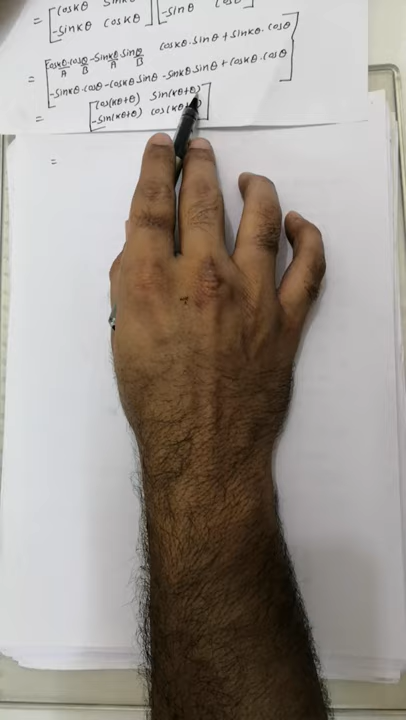 = [cosKθ sinKθ
-sinKθ cosKθ] [
-sinθ cosθ]
= [cosKθ·cosθ - sinKθ·sinθ cosKθ·sinθ + sinKθ·cosθ
A B A B
-sinKθ·cosθ - cosKθ sinθ -sinKθ·sinθ + cosKθ·cosθ]
= [cos(Kθ+θ) sin(Kθ+θ)
-sin(Kθ+θ) cos(Kθ+θ)]
=